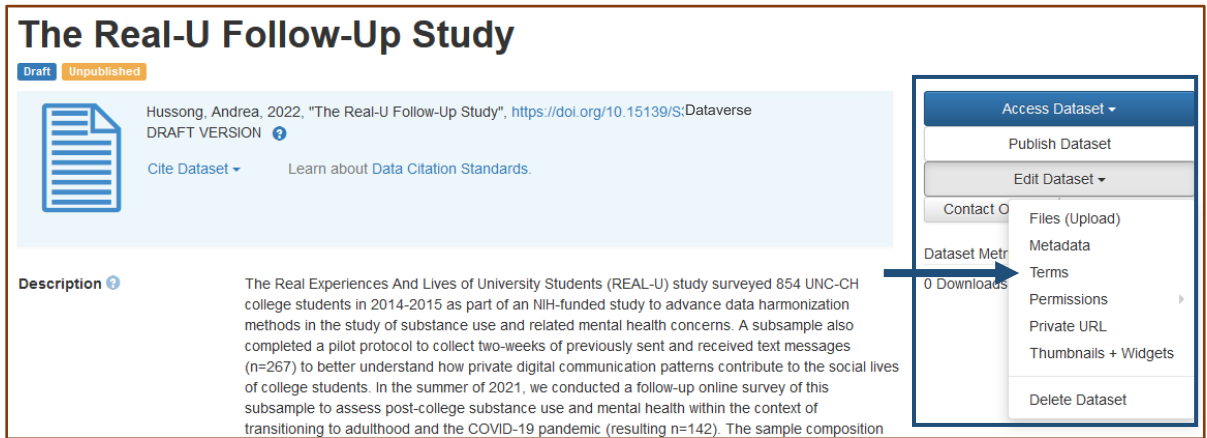 The Real-U Follow-Up Study
Draft Unpublished
Hussong, Andrea, 2022, "The Real-U Follow-Up Study", https://doi.org/10.15139/S Dataverse
DRAFT VERSION
Cite Dataset
Learn about Data Citation Standards.
Access Dataset
Publish Dataset
Edit Dataset
Contact O
Files (Upload)
Metadata
Terms
Permissions
Private URL
Thumbnails + Widgets
Delete Dataset
Dataset Metr
0 Downloads
Description
The Real Experiences And Lives of University Students (REAL-U) study surveyed 854 UNC-CH
college students in 2014-2015 as part of an NIH-funded study to advance data harmonization
methods in the study of substance use and related mental health concerns. A subsample also
completed a pilot protocol to collect two-weeks of previously sent and received text messages
(n=267) to better understand how private digital communication patterns contribute to the social lives
of college students. In the summer of 2021, we conducted a follow-up online survey of this
subsample to assess post-college substance use and mental health within the context of
transitioning to adulthood and the COVID-19 pandemic (resulting n=142). The sample composition